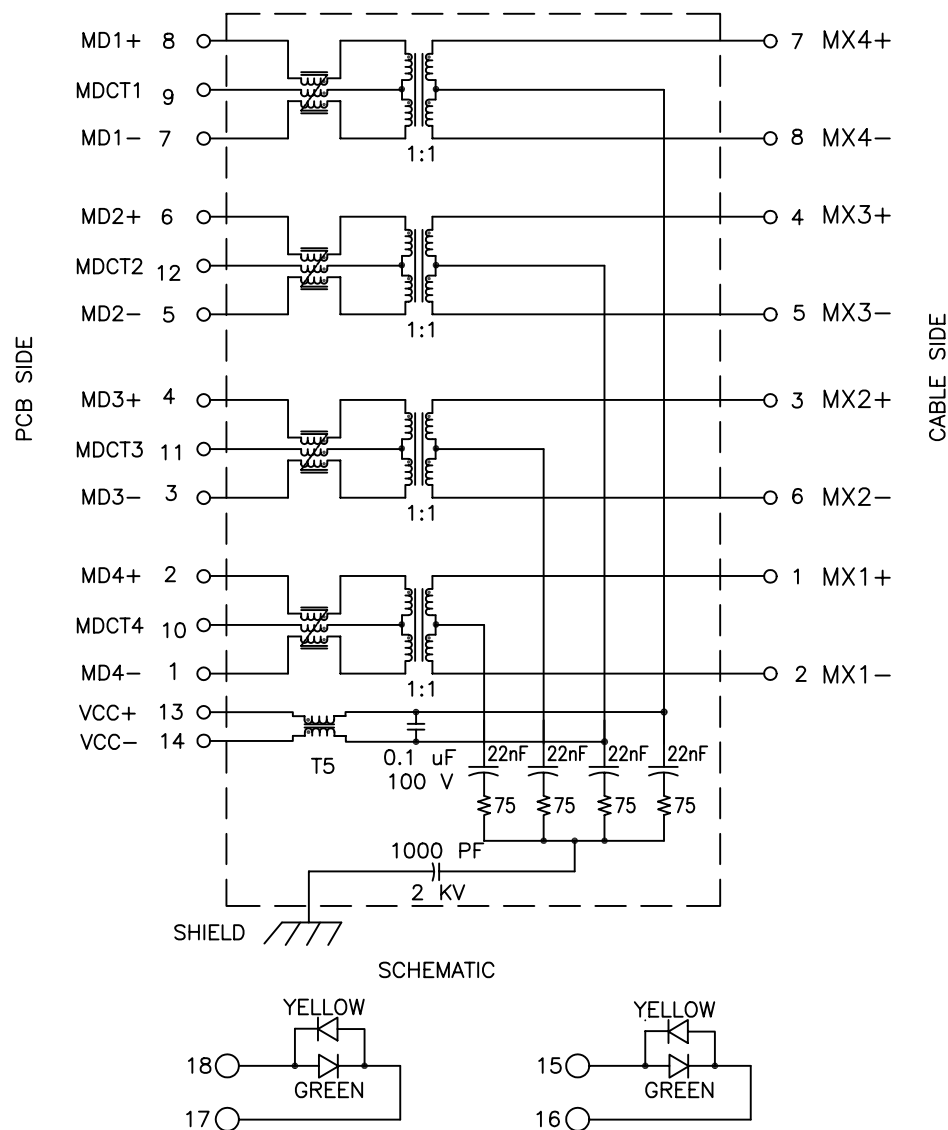 MD1+ 8 7 MX4+
MDCT1 9
MD1− 7 8 MX4−
1:1
MD2+ 6 4 MX3+
MDCT2 12
MD2− 5 5 MX3−
1:1
PCB SIDE
CABLE SIDE
MD3+ 4 3 MX2+
MDCT3 11
MD3− 3 6 MX2−
1:1
MD4+ 2 1 MX1+
MDCT4 10
MD4− 1 2 MX1−
1:1
VCC+ 13
VCC− 14
T5
0.1 uF
100 V
22nF 22nF 22nF 22nF
75 75 75 75
1000 PF
2 KV
SHIELD
SCHEMATIC
YELLOW YELLOW
18 15
GREEN GREEN
17 16